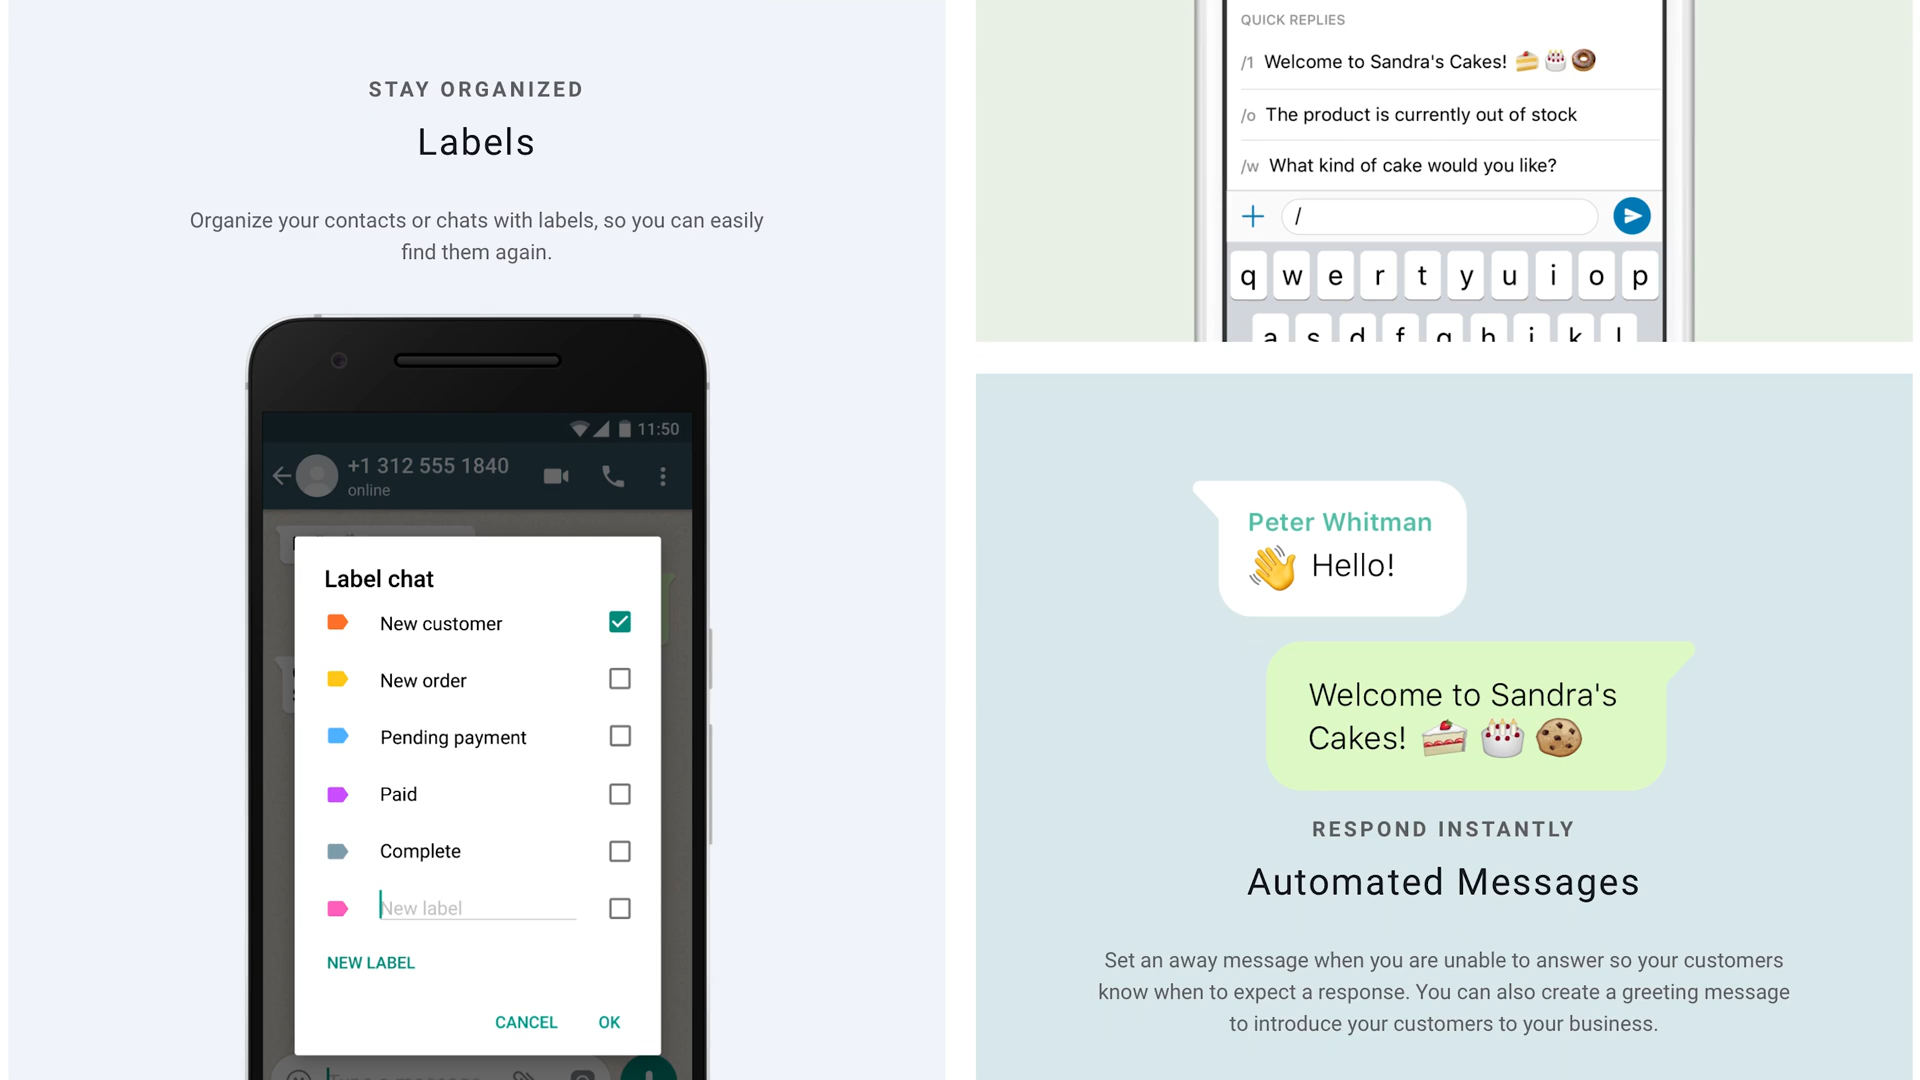 STAY ORGANIZED
Labels
Organize your contacts or chats with labels, so you can easily
find them again.
11:50
+1 312 555 1840
online
Label chat
New customer
New order
Pending payment
Paid
Complete
New label
NEW LABEL
CANCEL OK
QUICK REPLIES
/1 Welcome to Sandra's Cakes! 🍰🎂🍩
/o The product is currently out of stock
/w What kind of cake would you like?
/
q w e r t y u i o p
a s d f g h j k l
Peter Whitman
👋 Hello!
Welcome to Sandra's
Cakes! 🍰🎂🍪
RESPOND INSTANTLY
Automated Messages
Set an away message when you are unable to answer so your customers
know when to expect a response. You can also create a greeting message
to introduce your customers to your business.